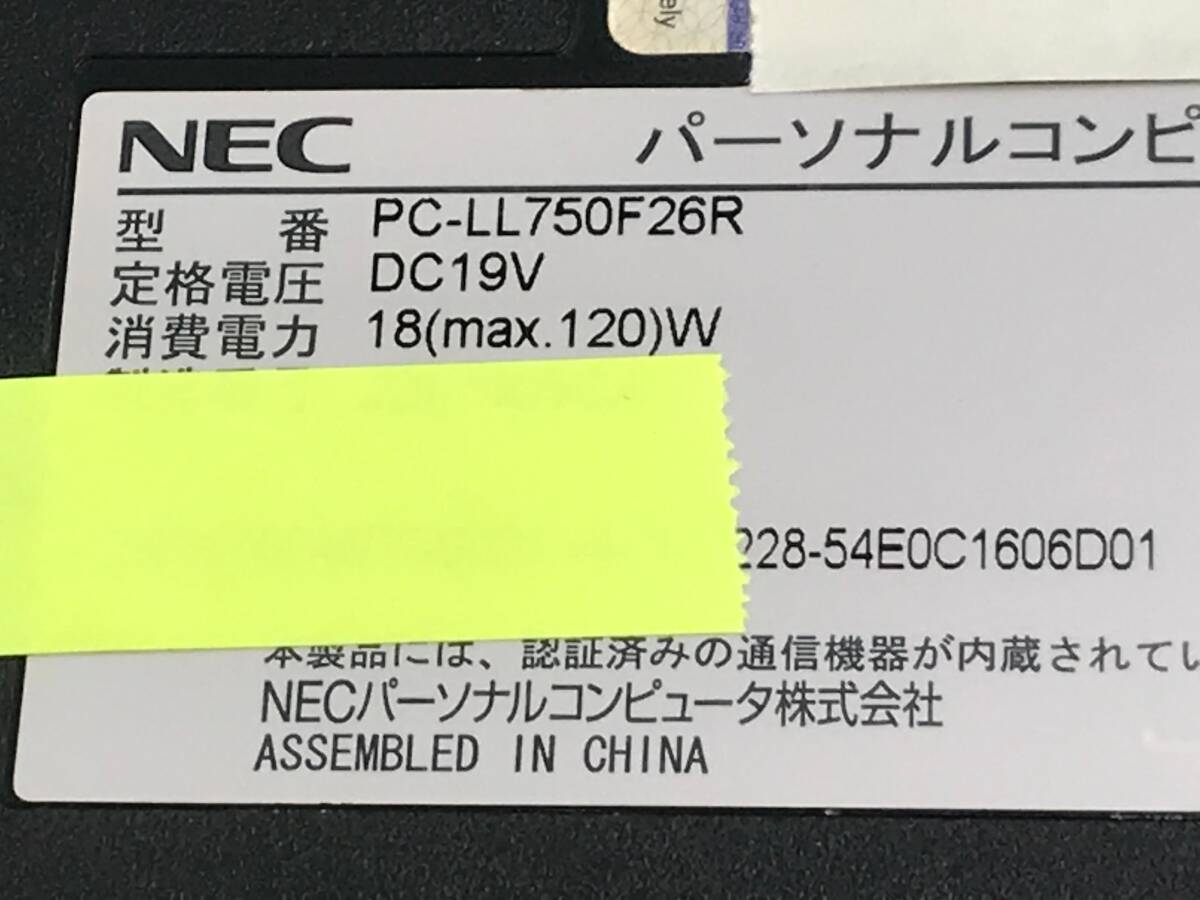 ely
NEC パーソナルコンピ
型番 PC-LL750F26R
定格電圧 DC19V
消費電力 18(max.120)W
228-54E0C1606D01
本製品には、認証済みの通信機器が内蔵されてい
NECパーソナルコンピュータ株式会社
ASSEMBLED IN CHINA